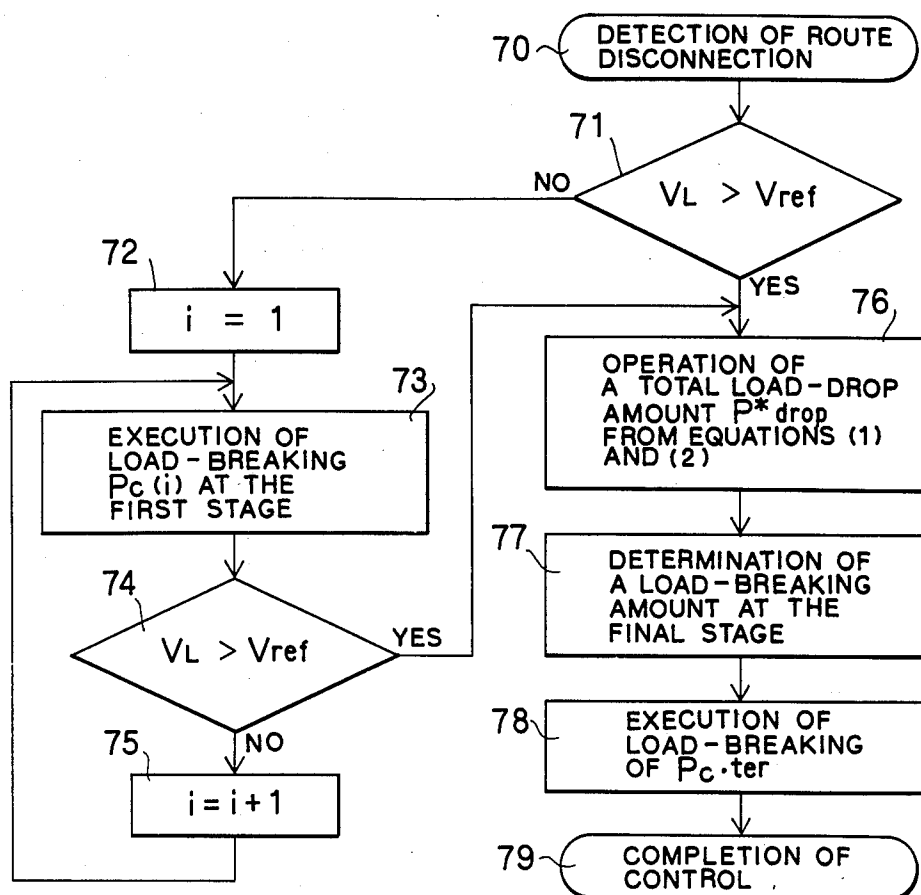 70
DETECTION OF ROUTE
DISCONNECTION
71
VL > Vref
NO
YES
72
i = 1
73
EXECUTION OF
LOAD-BREAKING
Pc(i) AT THE
FIRST STAGE
74
VL > Vref
YES
NO
75
i = i + 1
76
OPERATION OF
A TOTAL LOAD-DROP
AMOUNT P* drop
FROM EQUATIONS (1)
AND (2)
77
DETERMINATION OF
A LOAD-BREAKING
AMOUNT AT THE
FINAL STAGE
78
EXECUTION OF
LOAD-BREAKING
OF Pc·ter
79
COMPLETION OF
CONTROL